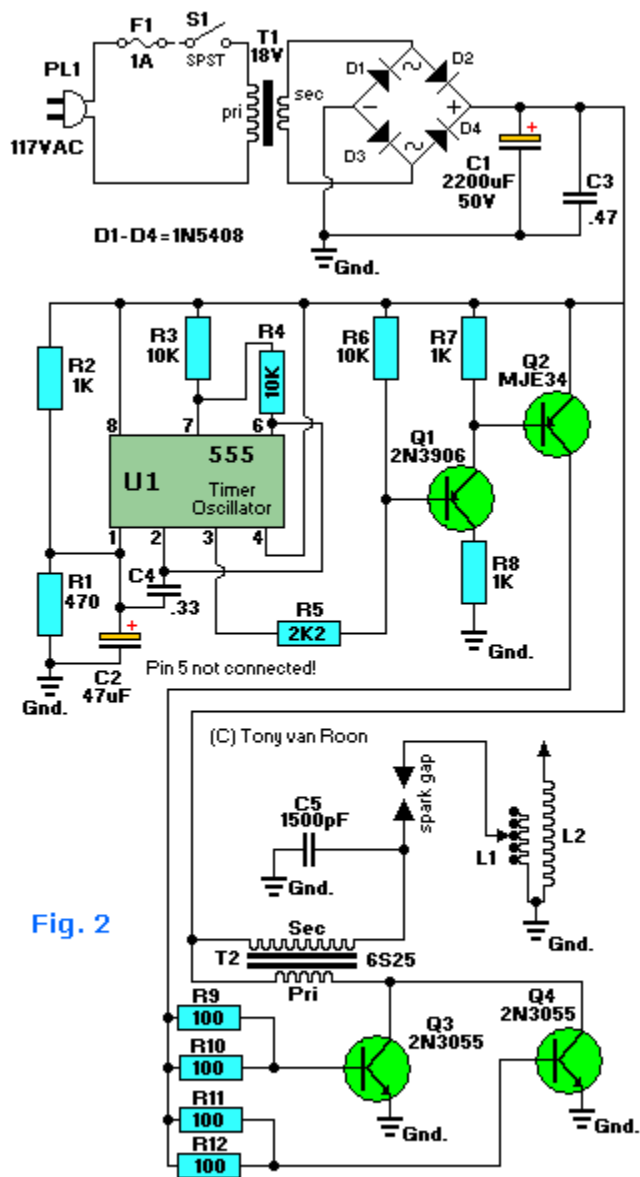 F1
1A
S1
SPST
T1
18V
PL1
117VAC
pri
sec
D1
D2
D3
D4
~
~
-
+
+
C1
2200uF
50V
C3
.47
D1-D4=1N5408
Gnd.
R2
1K
R3
10K
R4
10K
R6
10K
R7
1K
Q2
MJE34
8
7
6
555
U1
Timer
Oscillator
1
2
3
4
Q1
2N3906
R1
470
C4
.33
R5
2K2
R8
1K
+
C2
47uF
Pin 5 not connected!
Gnd.
Gnd.
(C) Tony van Roon
spark gap
C5
1500pF
Gnd.
L1
L2
Gnd.
Fig. 2
Sec
T2
6S25
Pri
R9
100
R10
100
R11
100
R12
100
Q3
2N3055
Q4
2N3055
Gnd.
Gnd.